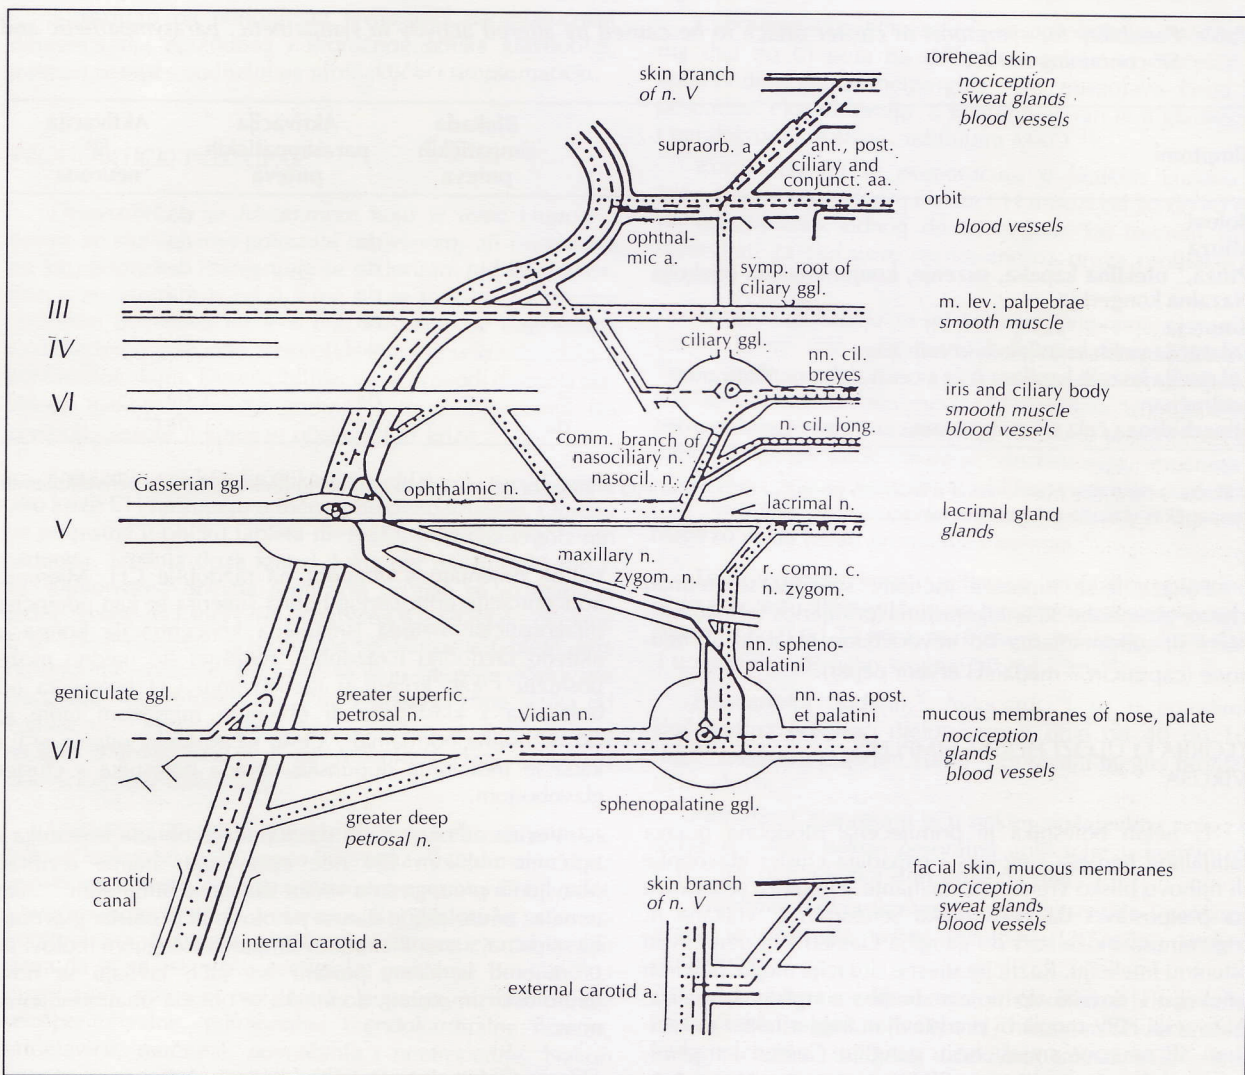 skin branch
of n. V
forehead skin
nociception
sweat glands
blood vessels
supraorb. a
ant., post.
ciliary and
conjunct. aa.
orbit
blood vessels
ophthal-
mic a.
symp. root of
ciliary ggl.
III
m. lev. palpebrae
smooth muscle
IV
ciliary ggl.
nn. cil.
breyes
VI
iris and ciliary body
smooth muscle
blood vessels
comm. branch of
nasociliary n.
nasocil. n.
n. cil. long.
Gasserian ggl.
ophthalmic n.
lacrimal n.
lacrimal gland
glands
V
maxillary n.
zygom. n.
r. comm. c.
n. zygom.
nn. spheno-
palatini
geniculate ggl.
greater superfic.
petrosal n.
Vidian n.
nn. nas. post.
et palatini
mucous membranes of nose, palate
nociception
glands
blood vessels
VII
sphenopalatine ggl.
greater deep
petrosal n.
carotid
canal
internal carotid a.
skin branch
of n. V
facial skin, mucous membranes
nociception
sweat glands
blood vessels
external carotid a.